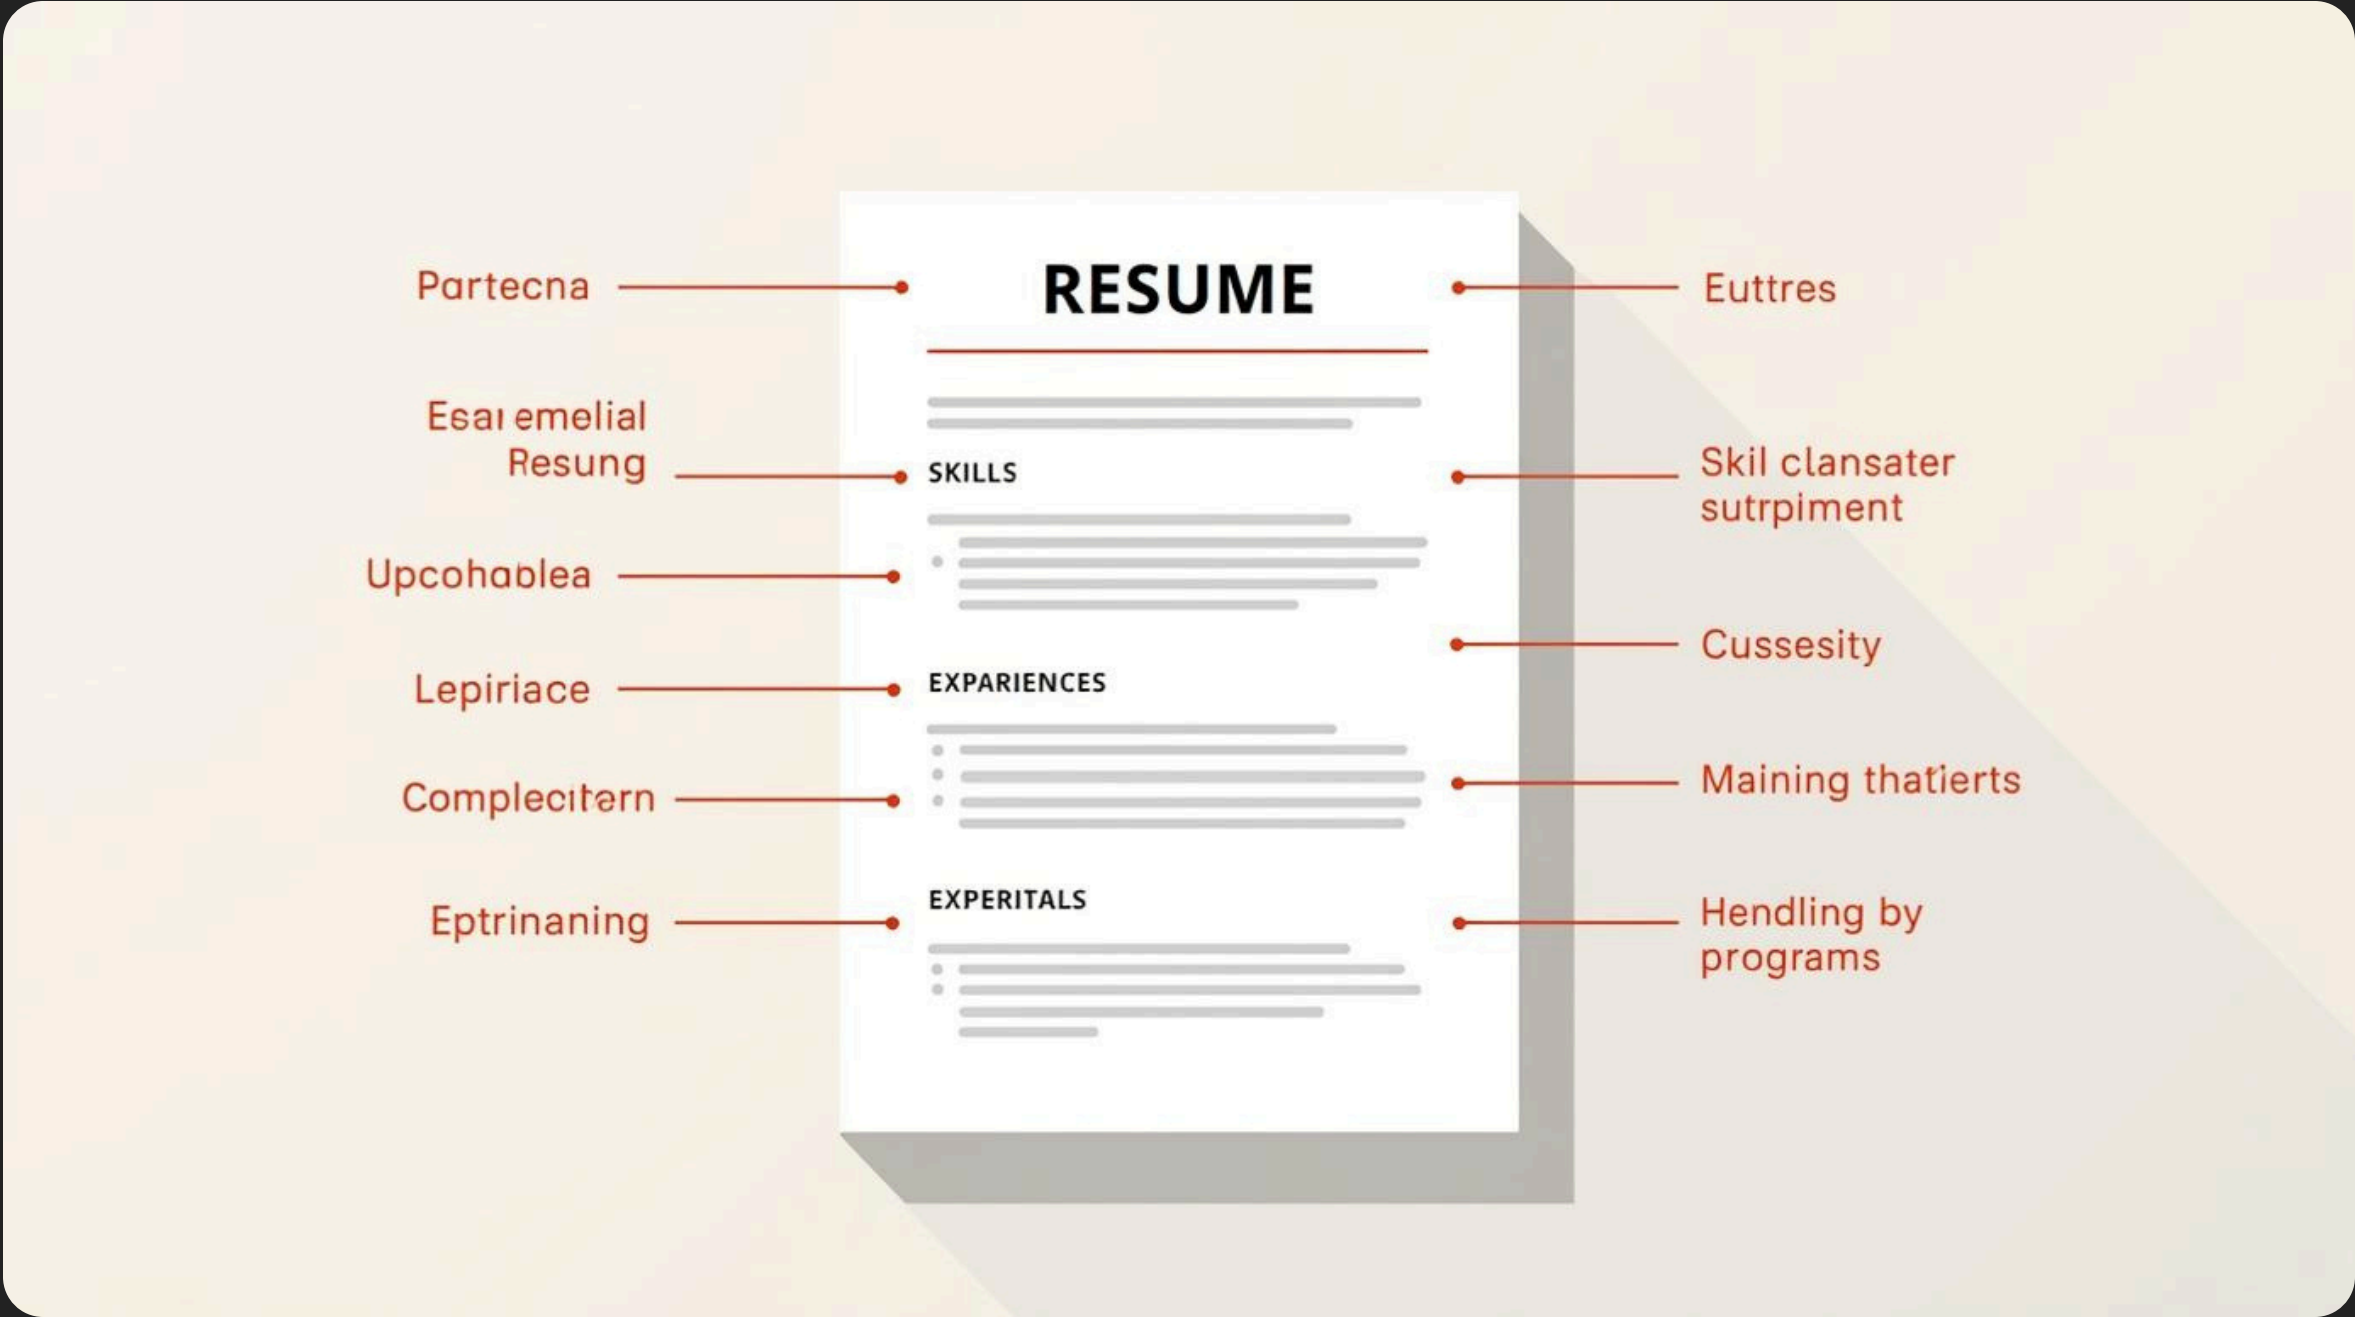 RESUME
Partecna
Euttres
Esai emelial
Resung
SKILLS
Skil clansater
sutrpiment
Upcohablea
Cussesity
Lepiriace
EXPARIENCES
Complecitern
Maining thatierts
Eptrinaning
EXPERITALS
Hendling by
programs